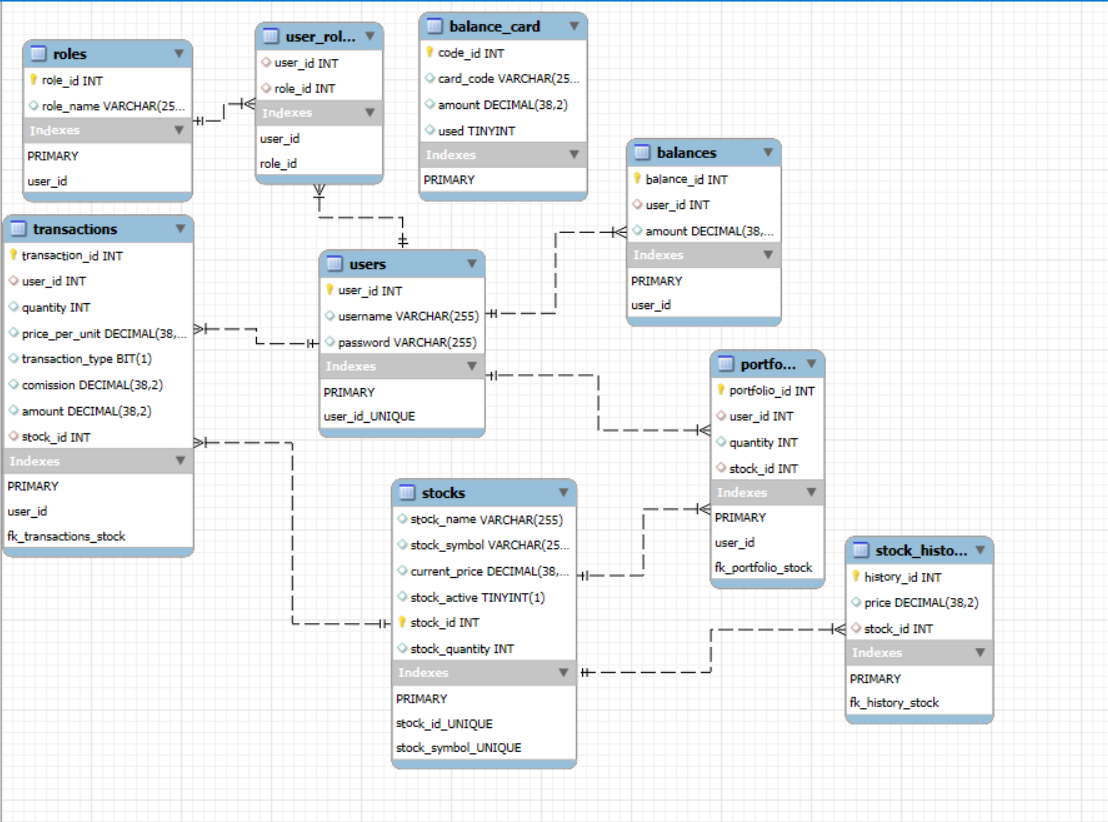 roles
role_id INT
role_name VARCHAR(25...
Indexes
PRIMARY
user_id
user_rol...
user_id INT
role_id INT
Indexes
user_id
role_id
balance_card
code_id INT
card_code VARCHAR(25...
amount DECIMAL(38,2)
used TINYINT
Indexes
PRIMARY
balances
balance_id INT
user_id INT
amount DECIMAL(38,...
Indexes
PRIMARY
user_id
transactions
transaction_id INT
user_id INT
quantity INT
price_per_unit DECIMAL(38,...
transaction_type BIT(1)
comission DECIMAL(38,2)
amount DECIMAL(38,2)
stock_id INT
Indexes
PRIMARY
user_id
fk_transactions_stock
users
user_id INT
username VARCHAR(255)
password VARCHAR(255)
Indexes
PRIMARY
user_id_UNIQUE
portfo...
portfolio_id INT
user_id INT
quantity INT
stock_id INT
Indexes
PRIMARY
user_id
fk_portfolio_stock
stocks
stock_name VARCHAR(255)
stock_symbol VARCHAR(25...
current_price DECIMAL(38,...
stock_active TINYINT(1)
stock_id INT
stock_quantity INT
Indexes
PRIMARY
stock_id_UNIQUE
stock_symbol_UNIQUE
stock_histo...
history_id INT
price DECIMAL(38,2)
stock_id INT
Indexes
PRIMARY
fk_history_stock